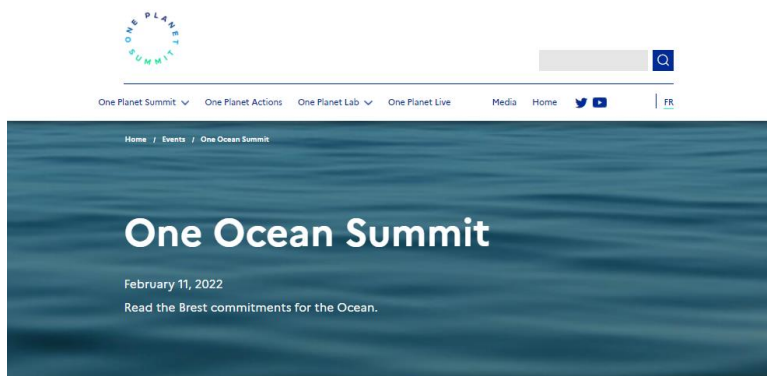 ONE PLANET SUMMIT
One Planet Summit One Planet Actions One Planet Lab One Planet Live Media Home FR
Home / Events / One Ocean Summit
One Ocean Summit
February 11, 2022
Read the Brest commitments for the Ocean.